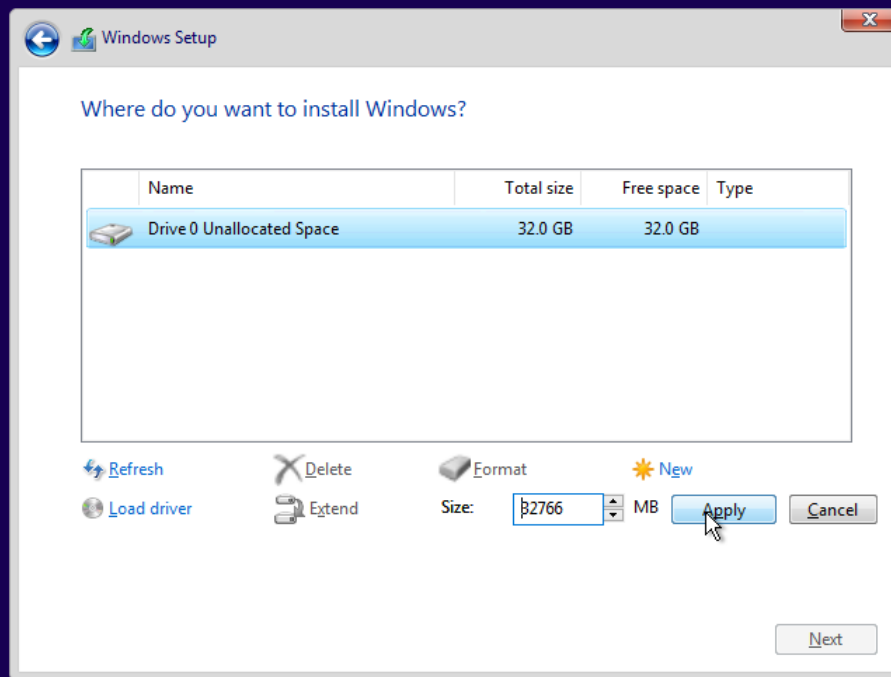 Windows Setup
Where do you want to install Windows?
Name Total size Free space Type
Drive 0 Unallocated Space 32.0 GB 32.0 GB
Refresh Delete Format New
Load driver Extend Size: 32766 MB Apply Cancel
Next